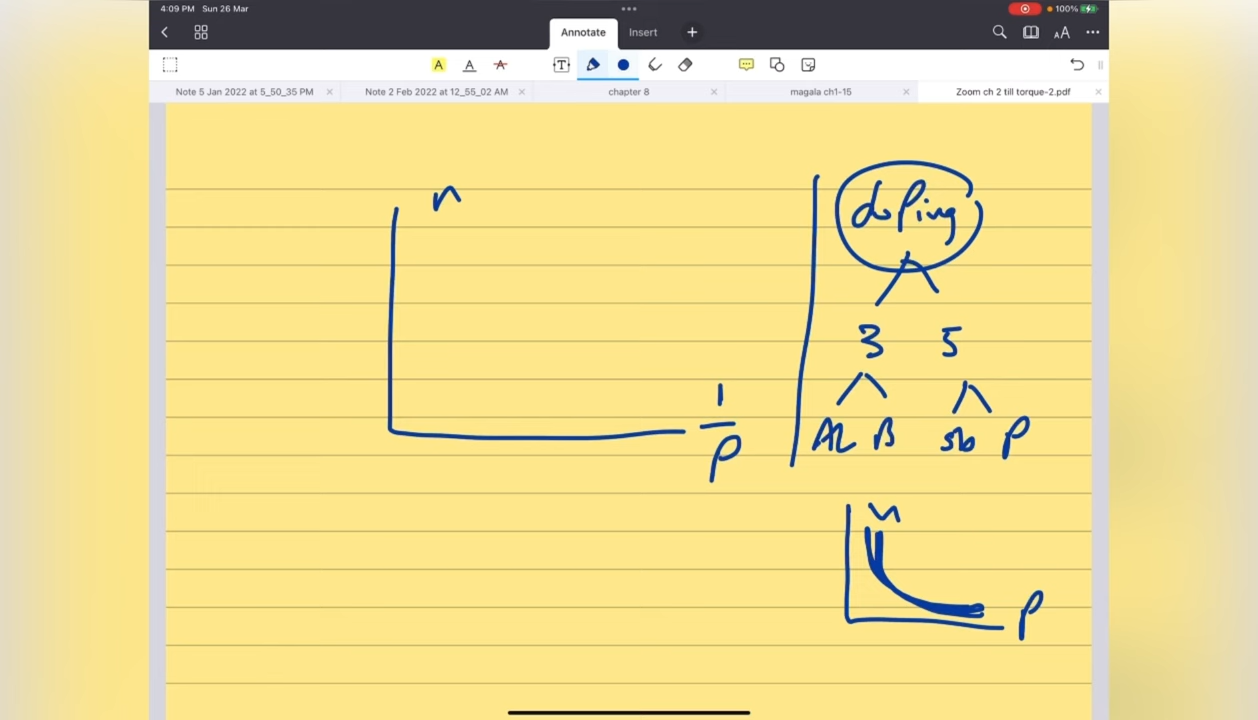 4:09 PM Sun 26 Mar
100%
Annotate Insert +
AA
A A A T
Note 5 Jan 2022 at 5_50_35 PM Note 2 Feb 2022 at 12_55_02 AM chapter 8 magala ch1-15 Zoom ch 2 till torque-2.pdf
n
1
P
doping
3 5
AL B Sb P
n
P